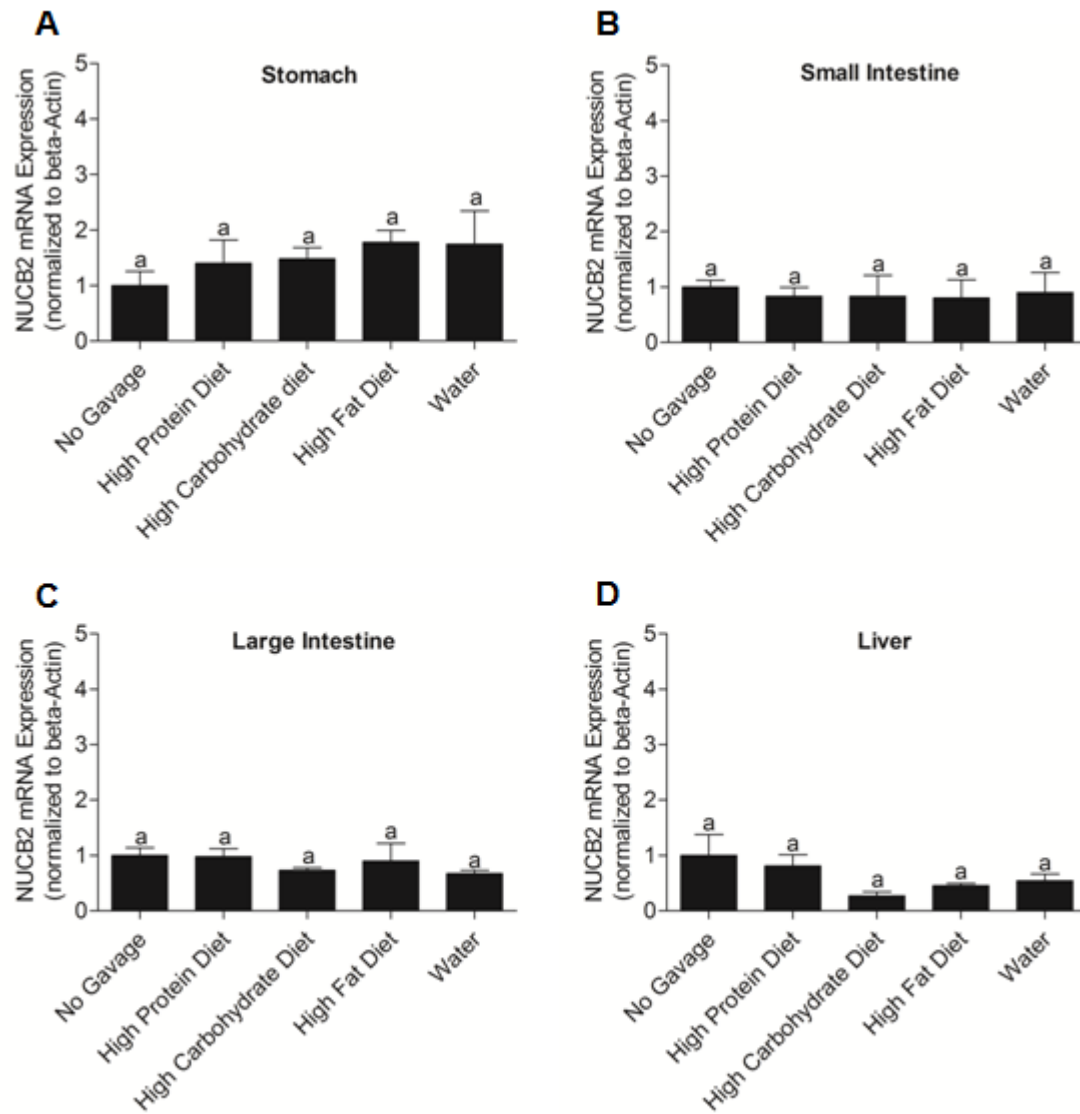 A
Stomach
NUCB2 mRNA Expression
(normalized to beta-Actin)
5
4
3
2
1
0
a
a
a
a
a
No Gavage
High Protein Diet
High Carbohydrate diet
High Fat Diet
Water
B
Small Intestine
NUCB2 mRNA Expression
(normalized to beta-Actin)
5
4
3
2
1
0
a
a
a
a
a
No Gavage
High Protein Diet
High Carbohydrate Diet
High Fat Diet
Water
C
Large Intestine
NUCB2 mRNA Expression
(normalized to beta-Actin)
5
4
3
2
1
0
a
a
a
a
a
No Gavage
High Protein Diet
High Carbohydrate Diet
High Fat Diet
Water
D
Liver
NUCB2 mRNA Expression
(normalized to beta-Actin)
5
4
3
2
1
0
a
a
a
a
a
No Gavage
High Protein Diet
High Carbohydrate Diet
High Fat Diet
Water